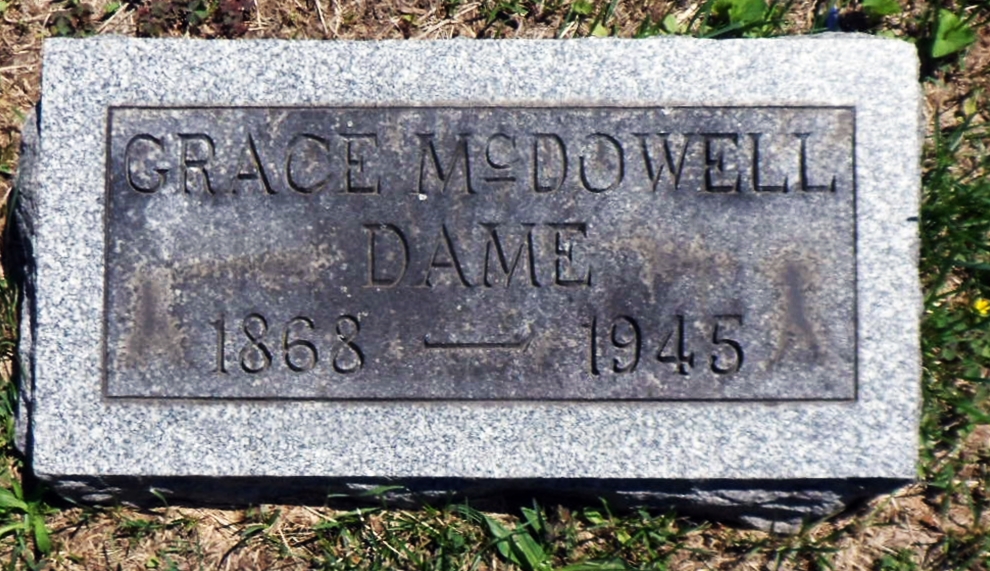 GRACE McDOWELL
DAME
1868 — 1945